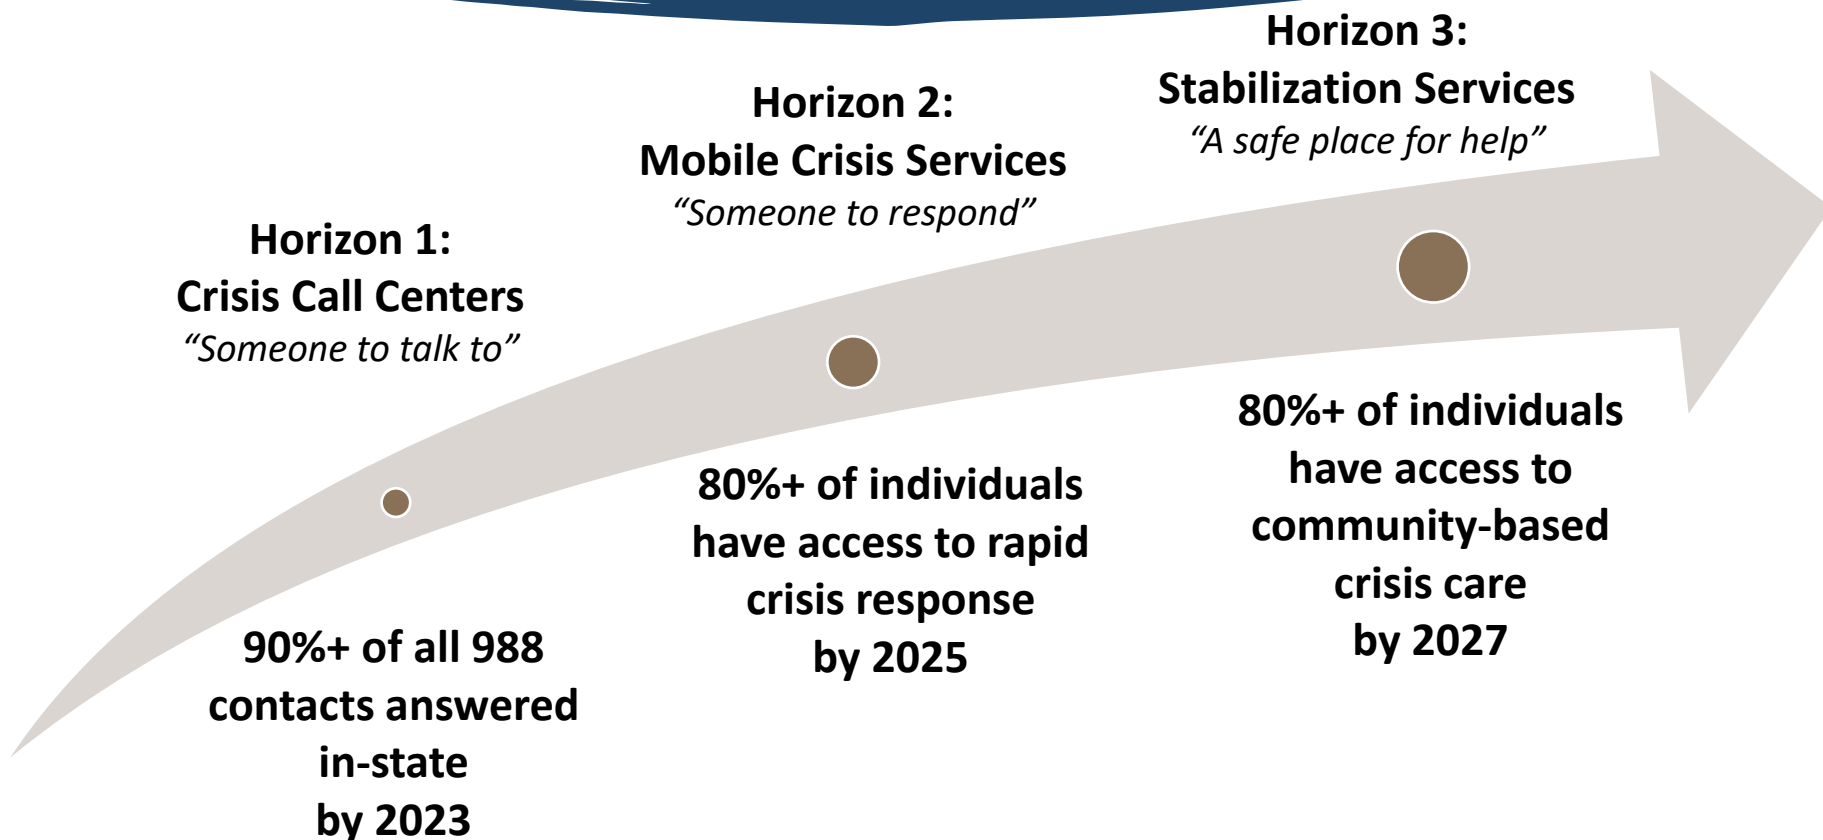 Horizon 1:
Crisis Call Centers
“Someone to talk to”
90%+ of all 988
contacts answered
in-state
by 2023
Horizon 2:
Mobile Crisis Services
“Someone to respond”
80%+ of individuals
have access to rapid
crisis response
by 2025
Horizon 3:
Stabilization Services
“A safe place for help”
80%+ of individuals
have access to
community-based
crisis care
by 2027